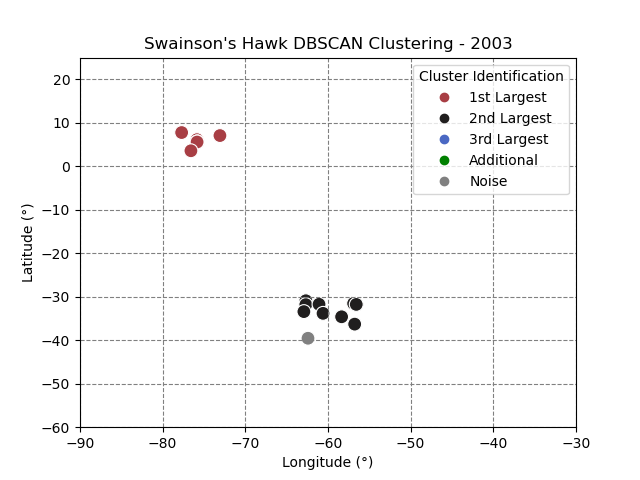 Swainson's Hawk DBSCAN Clustering - 2003
Cluster Identification
1st Largest
2nd Largest
3rd Largest
Additional
Noise
20
10
0
−10
−20
−30
−40
−50
−60
Latitude (°)
−90
−80
−70
−60
−50
−40
−30
Longitude (°)